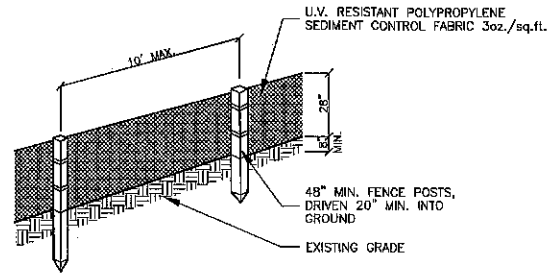 U.V. RESISTANT POLYPROPYLENE
SEDIMENT CONTROL FABRIC 3oz./sq.ft.
10' MAX.
28"
8"
MIN.
48" MIN. FENCE POSTS,
DRIVEN 20" MIN. INTO
GROUND
EXISTING GRADE